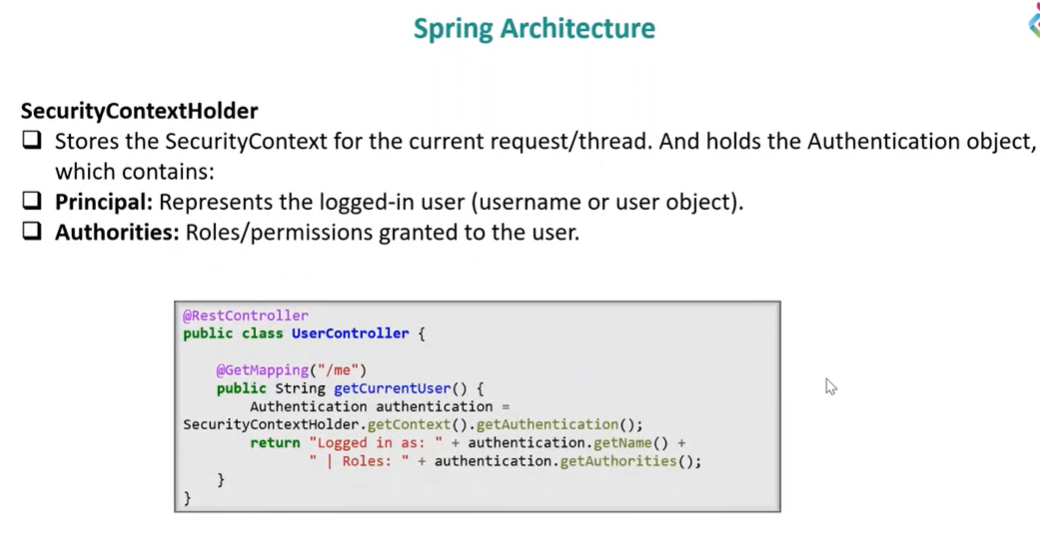 Spring Architecture
SecurityContextHolder
Stores the SecurityContext for the current request/thread. And holds the Authentication object,
which contains:
Principal: Represents the logged-in user (username or user object).
Authorities: Roles/permissions granted to the user.
@RestController
public class UserController {
@GetMapping("/me")
public String getCurrentUser() {
Authentication authentication =
SecurityContextHolder.getContext().getAuthentication();
return "Logged in as: " + authentication.getName() +
" | Roles: " + authentication.getAuthorities();
}
}